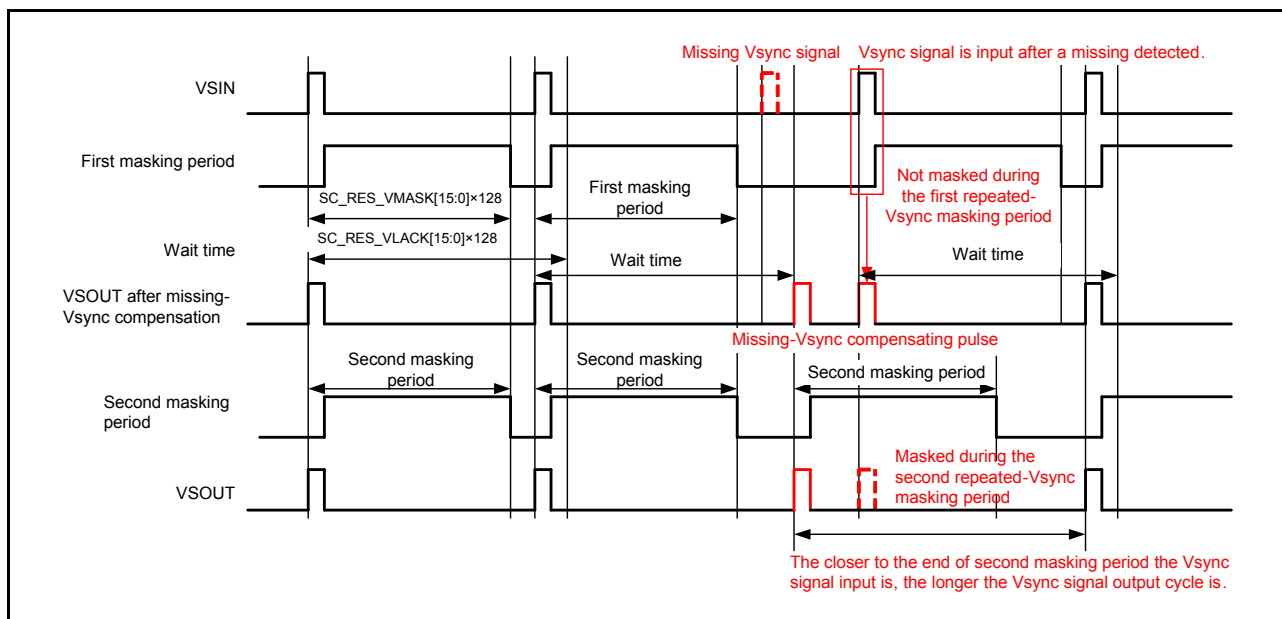 Missing Vsync signal
Vsync signal is input after a missing detected.
VSIN
First masking period
SC_RES_VMASK[15:0]×128
First masking
period
Not masked during
the first repeated-
Vsync masking period
SC_RES_VLACK[15:0]×128
Wait time
Wait time
Wait time
VSOUT after missing-
Vsync compensation
Missing-Vsync compensating pulse
Second masking
period
Second masking
period
Second masking period
Second masking
period
Masked during the
second repeated-Vsync
masking period
VSOUT
The closer to the end of second masking period the Vsync
signal input is, the longer the Vsync signal output cycle is.